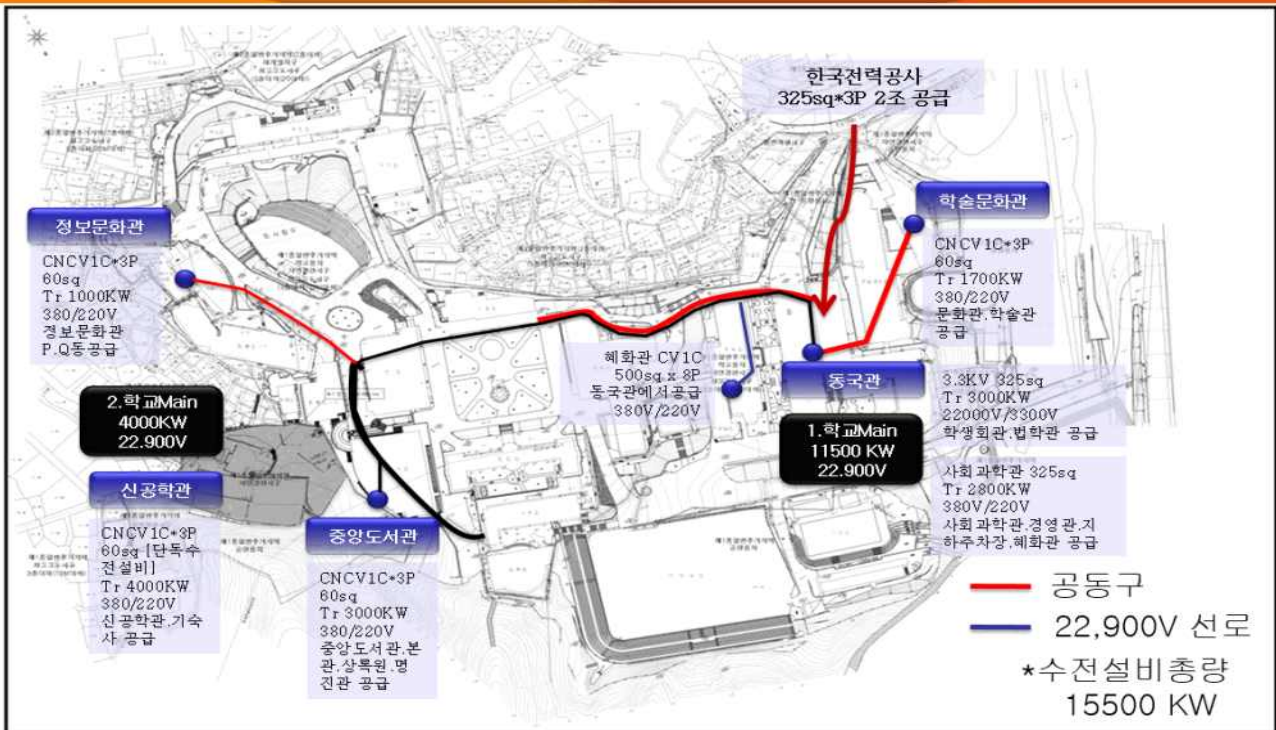 한국전력공사
325sq*3P 2조 공급
학술문화관
CNCV1C*3P
60sq
Tr 1700KW
380/220V
문화관.학술관
공급
정보문화관
CNCV1C*3P
60sq
Tr 1000KW
380/220V
정보문화관
P.Q동공급
혜화관 CV1C
500sq x 8P
동국관에서공급
380V/220V
동국관
3.3KV 325sq
Tr 3000KW
22000V/3300V
학생회관.법학관 공급
사회과학관 325sq
Tr 2800KW
380V/220V
사회과학관.경영관.지
하주차장.혜화관 공급
2.학교Main
4000KW
22.900V
1.학교Main
11500 KW
22.900V
신공학관
CNCV1C*3P
60sq [단독수
전설비]
Tr 4000KW
380/220V
신공학관.기숙
사 공급
중앙도서관
CNCV1C*3P
60sq
Tr 3000KW
380/220V
중앙도서관.본
관.상록원.명
진관 공급
공동구
22,900V 선로
*수전설비총량
15500 KW